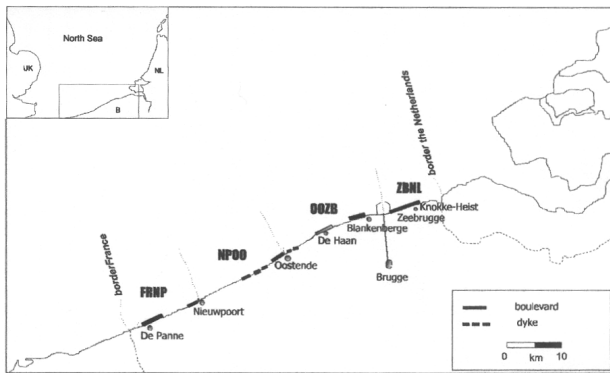 North Sea
UK
NL
B
border the Netherlands
ZBNL
Knokke-Heist
Zeebrugge
OOZB
Blankenberge
De Haan
NPOO
Oostende
Brugge
borderFrance
FRNP
Nieuwpoort
De Panne
boulevard
dyke
0 10
km